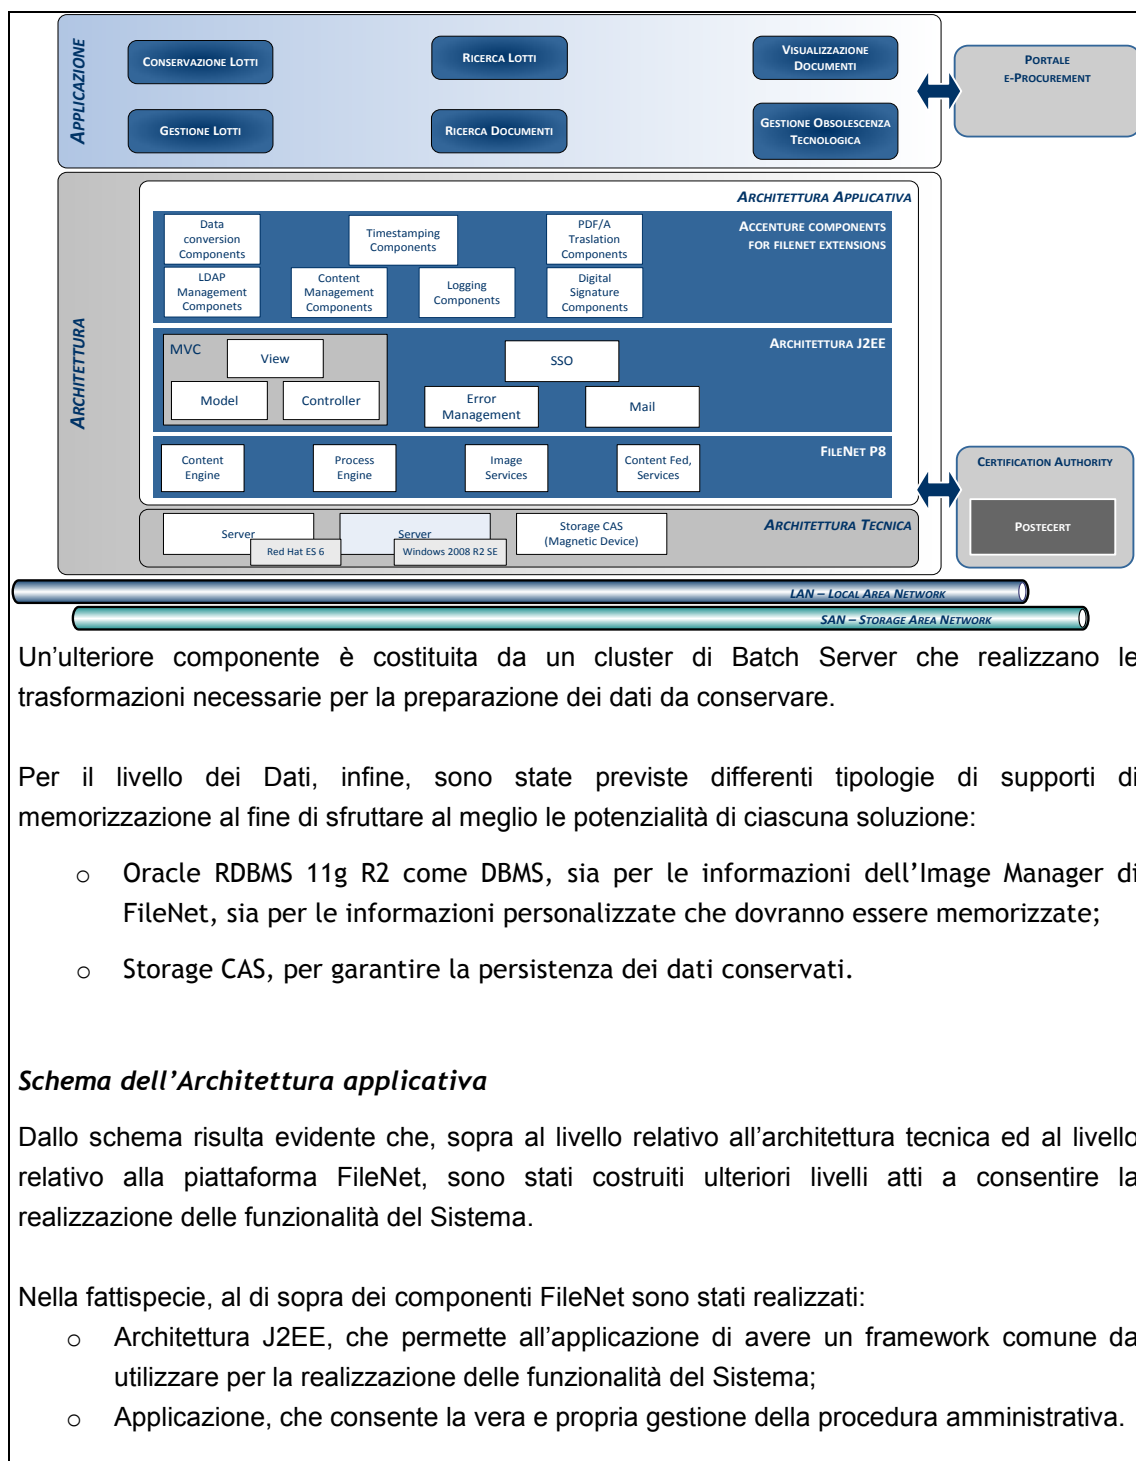 APPLICAZIONE
CONSERVAZIONE LOTTI
RICERCA LOTTI
VISUALIZZAZIONE
DOCUMENTI
GESTIONE LOTTI
RICERCA DOCUMENTI
GESTIONE OBSOLESCENZA
TECNOLOGICA
PORTALE
E-PROCUREMENT
ARCHITETTURA
ARCHITETTURA APPLICATIVA
ACCENTURE COMPONENTS
FOR FILENET EXTENSIONS
Data
conversion
Components
Timestamping
Components
PDF/A
Traslation
Components
LDAP
Management
Componets
Content
Management
Components
Logging
Components
Digital
Signature
Components
ARCHITETTURA J2EE
MVC
View
Model
Controller
SSO
Error
Management
Mail
FILENET P8
Content
Engine
Process
Engine
Image
Services
Content Fed,
Services
CERTIFICATION AUTHORITY
POSTECERT
ARCHITETTURA TECNICA
Server
Red Hat ES 6
Server
Windows 2008 R2 SE
Storage CAS
(Magnetic Device)
LAN – LOCAL AREA NETWORK
SAN – STORAGE AREA NETWORK
Un’ulteriore componente è costituita da un cluster di Batch Server che realizzano le
trasformazioni necessarie per la preparazione dei dati da conservare.
Per il livello dei Dati, infine, sono state previste differenti tipologie di supporti di
memorizzazione al fine di sfruttare al meglio le potenzialità di ciascuna soluzione:
o Oracle RDBMS 11g R2 come DBMS, sia per le informazioni dell’Image Manager di
FileNet, sia per le informazioni personalizzate che dovranno essere memorizzate;
o Storage CAS, per garantire la persistenza dei dati conservati.
Schema dell’Architettura applicativa
Dallo schema risulta evidente che, sopra al livello relativo all’architettura tecnica ed al livello
relativo alla piattaforma FileNet, sono stati costruiti ulteriori livelli atti a consentire la
realizzazione delle funzionalità del Sistema.
Nella fattispecie, al di sopra dei componenti FileNet sono stati realizzati:
o Architettura J2EE, che permette all’applicazione di avere un framework comune da
utilizzare per la realizzazione delle funzionalità del Sistema;
o Applicazione, che consente la vera e propria gestione della procedura amministrativa.